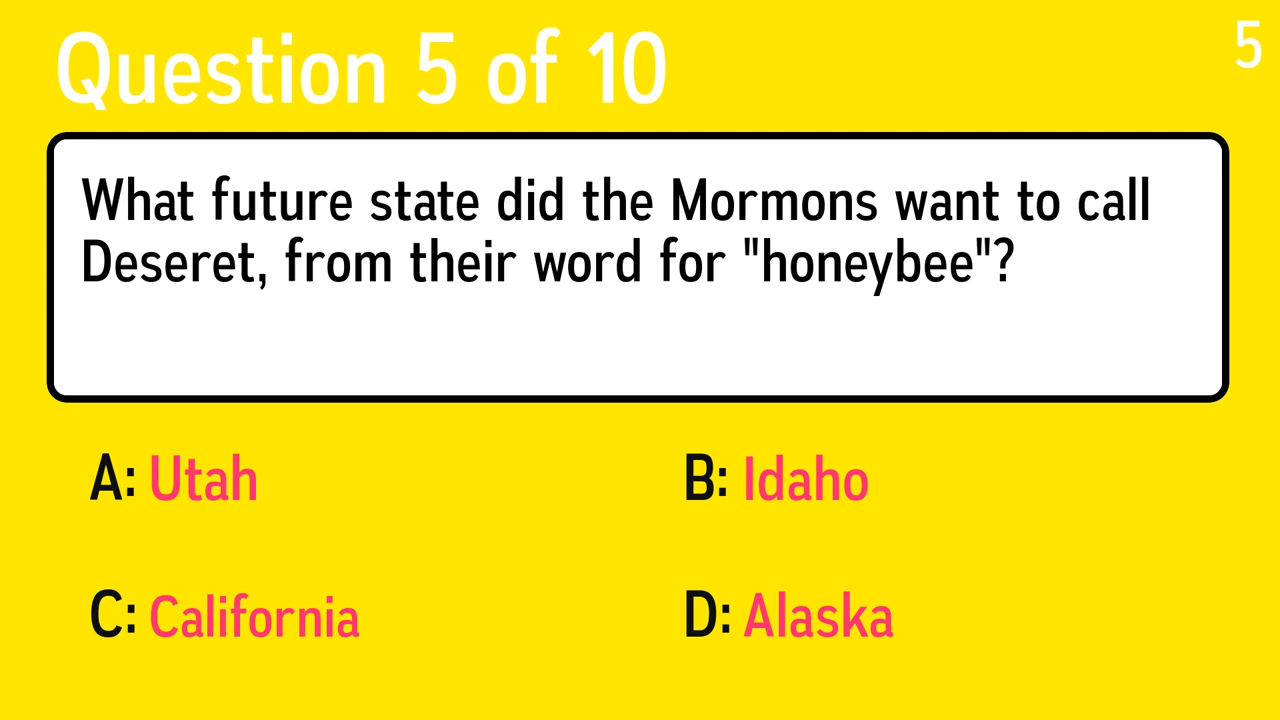 Question 5 of 10
5
What future state did the Mormons want to call
Deseret, from their word for "honeybee"?
A: Utah
B: Idaho
C: California
D: Alaska